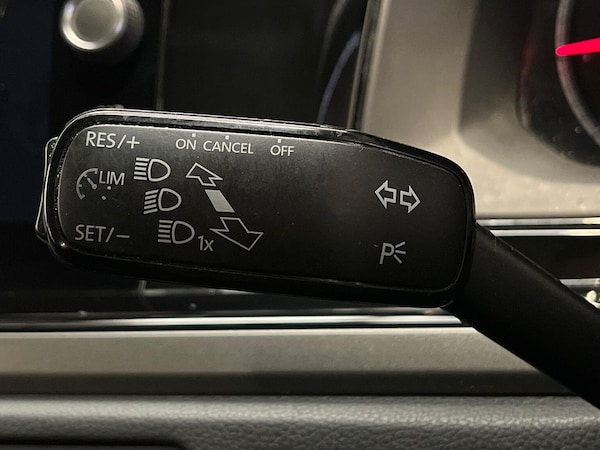 RES/+ ON CANCEL OFF
LIM
SET/− 1x
P